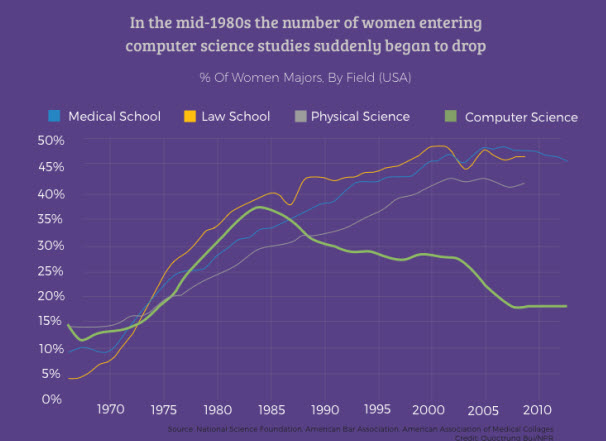 In the mid-1980s the number of women entering
computer science studies suddenly began to drop
% Of Women Majors, By Field (USA)
Medical School Law School Physical Science Computer Science
50%
45%
40%
35%
30%
25%
20%
15%
10%
5%
0%
1970 1975 1980 1985 1990 1995 2000 2005 2010
Source: National Science Foundation, American Bar Association, American Association of Medical Collages
Credit: Quoctrung Bui/NPR